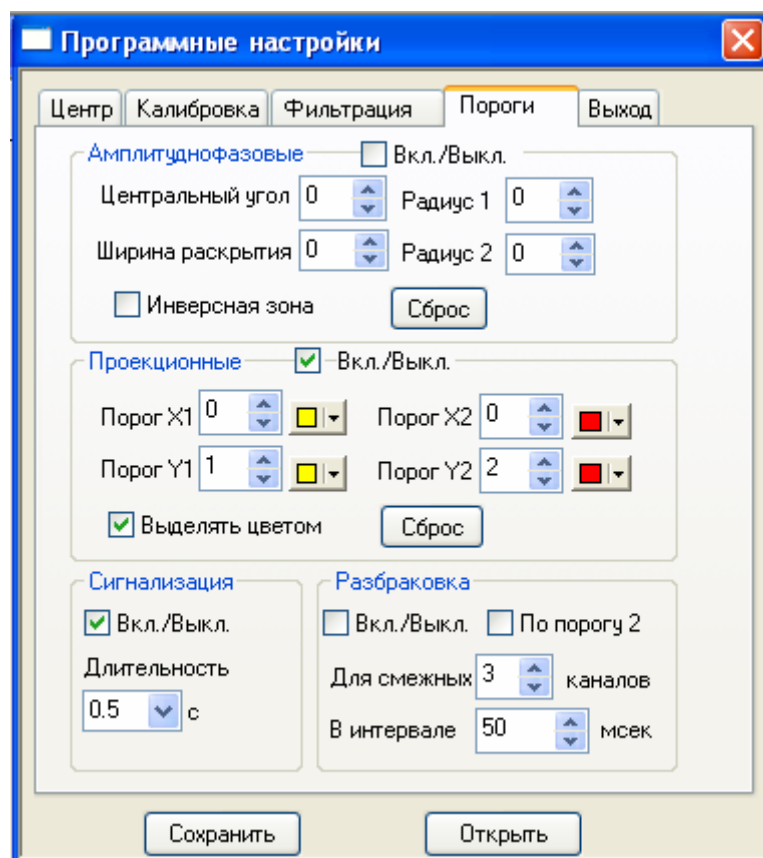 Программные настройки
Центр Калибровка Фильтрация Пороги Выход
Амплитуднофазовые Вкл./Выкл.
Центральный угол 0 Радиус 1 0
Ширина раскрытия 0 Радиус 2 0
Инверсная зона Сброс
Проекционные Вкл./Выкл.
Порог X1 0 Порог X2 0
Порог Y1 1 Порог Y2 2
Выделять цветом Сброс
Сигнализация Разбраковка
Вкл./Выкл. Вкл./Выкл. По порогу 2
Длительность Для смежных 3 каналов
0.5 с В интервале 50 мсек
Сохранить Открыть